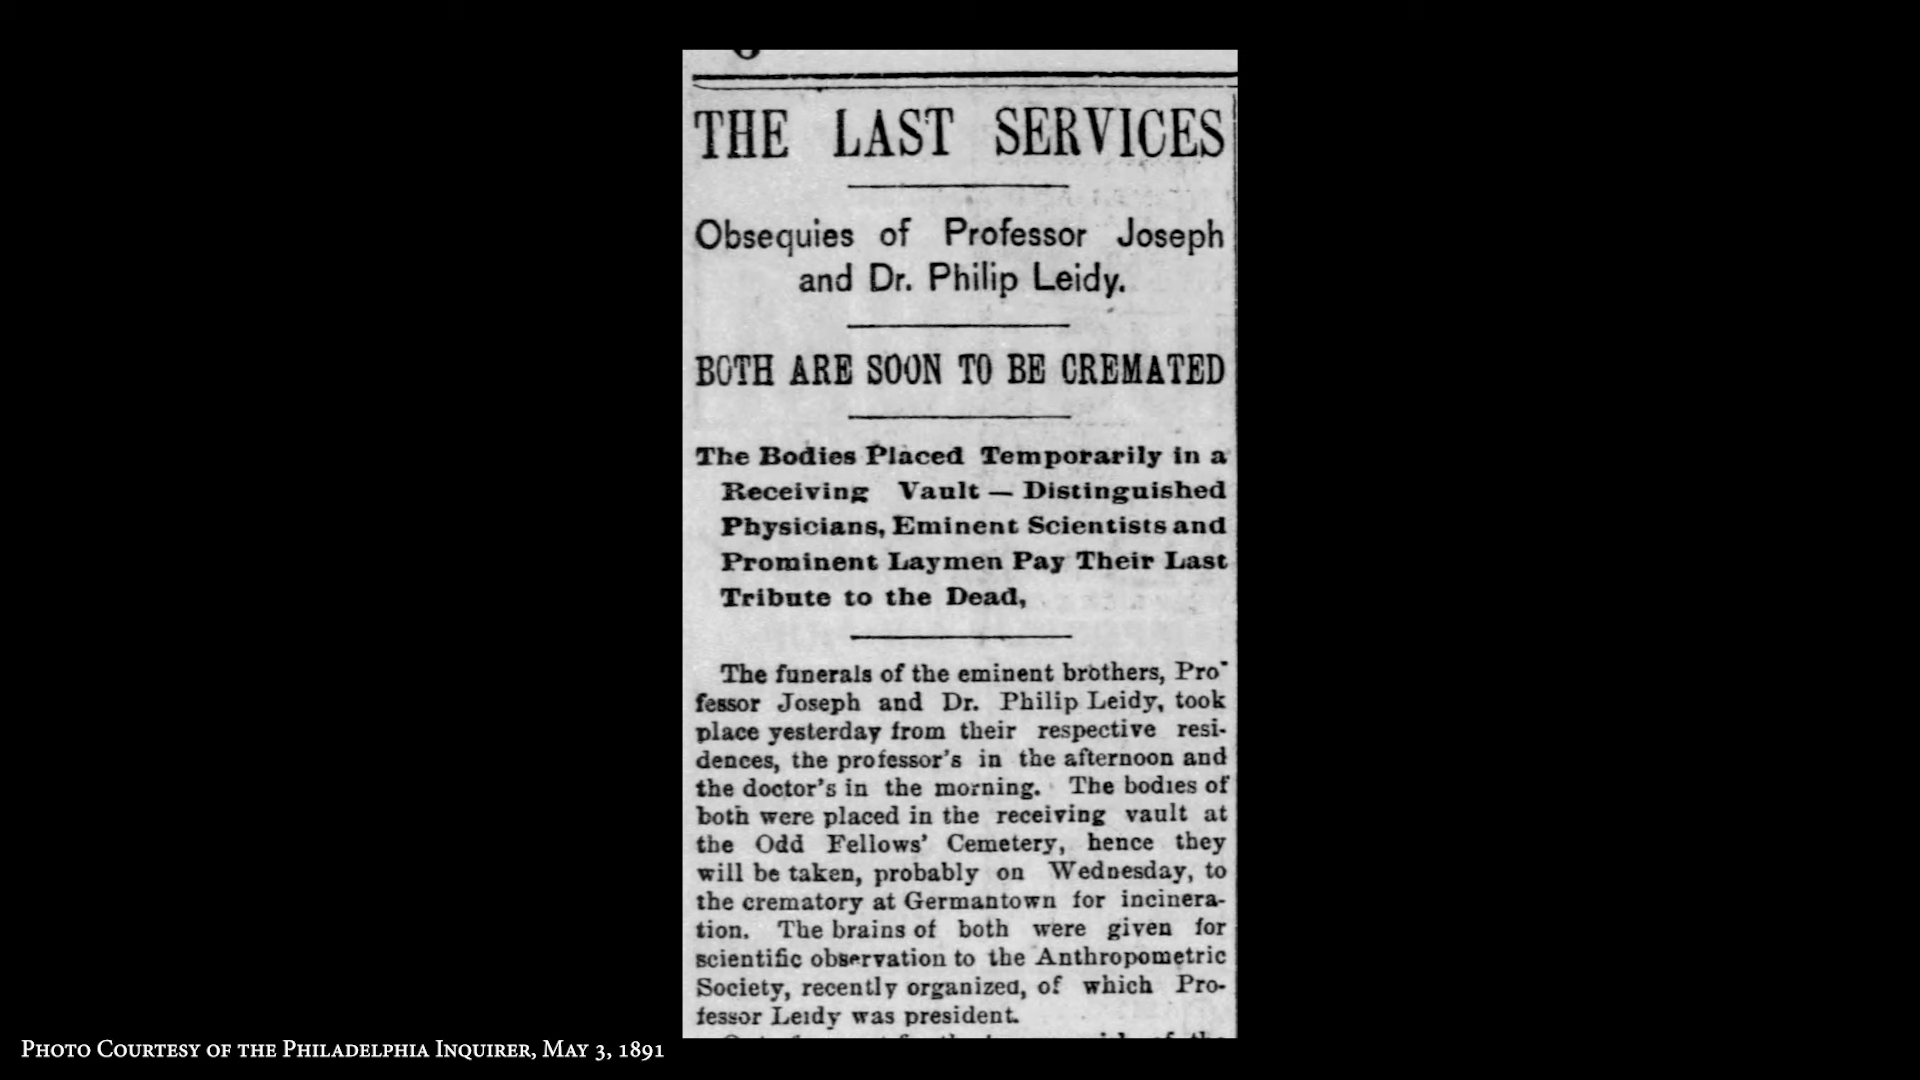 THE LAST SERVICES
Obsequies of Professor Joseph
and Dr. Philip Leidy.
BOTH ARE SOON TO BE CREMATED
The Bodies Placed Temporarily in a
Receiving Vault — Distinguished
Physicians, Eminent Scientists and
Prominent Laymen Pay Their Last
Tribute to the Dead,
The funerals of the eminent brothers, Pro-
fessor Joseph and Dr. Philip Leidy, took
place yesterday from their respective resi-
dences, the professor's in the afternoon and
the doctor's in the morning. The bodies of
both were placed in the receiving vault at
the Odd Fellows' Cemetery, hence they
will be taken, probably on Wednesday, to
the crematory at Germantown for incinera-
tion. The brains of both were given for
scientific observation to the Anthropometric
Society, recently organized, of which Pro-
fessor Leidy was president.
PHOTO COURTESY OF THE PHILADELPHIA INQUIRER, MAY 3, 1891